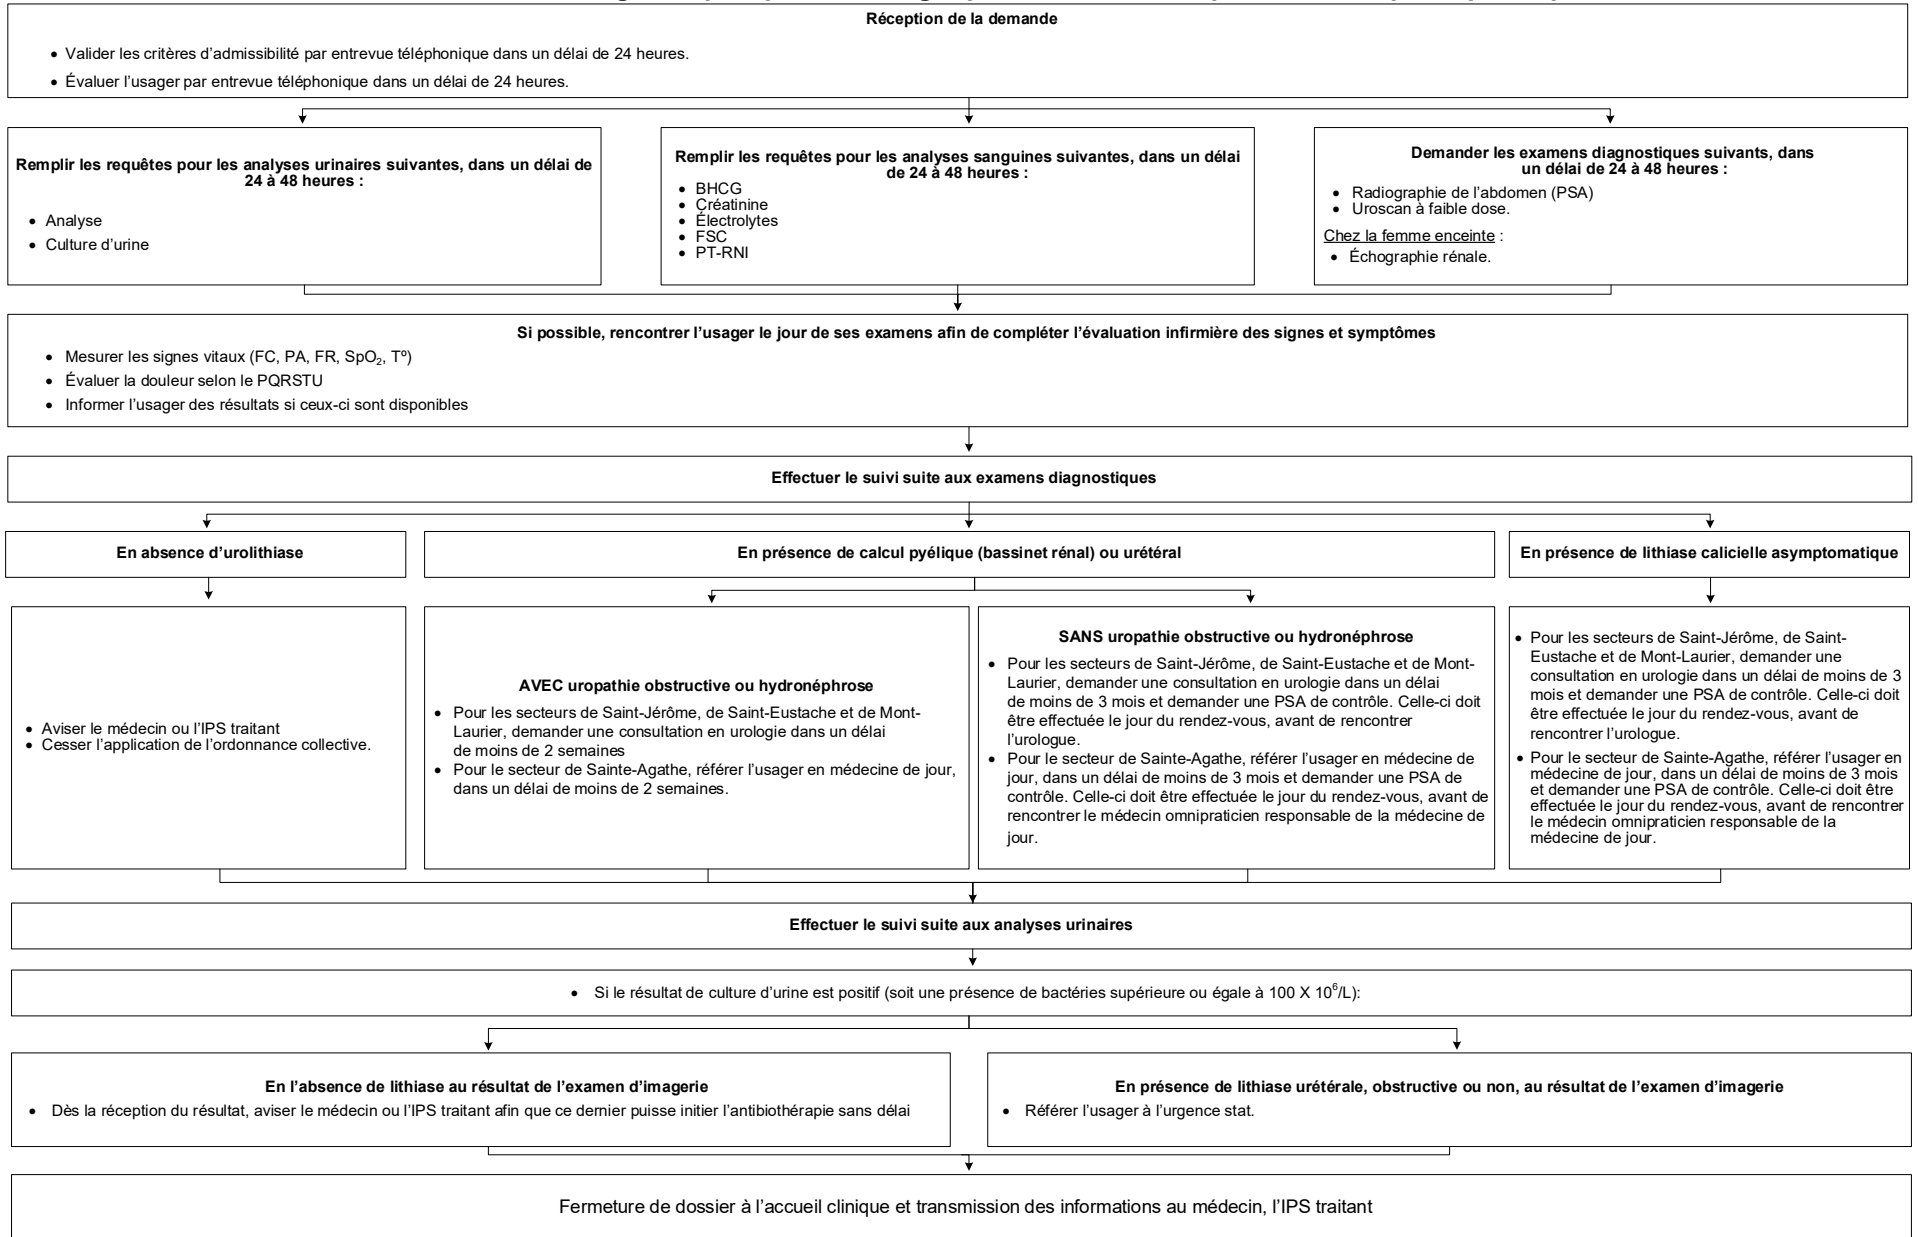 Réception de la demande
• Valider les critères d’admissibilité par entrevue téléphonique dans un délai de 24 heures.
• Évaluer l’usager par entrevue téléphonique dans un délai de 24 heures.
Remplir les requêtes pour les analyses urinaires suivantes, dans un délai de
24 à 48 heures :
• Analyse
• Culture d’urine
Remplir les requêtes pour les analyses sanguines suivantes, dans un délai
de 24 à 48 heures :
• BHCG
• Créatinine
• Électrolytes
• FSC
• PT-RNI
Demander les examens diagnostiques suivants, dans
un délai de 24 à 48 heures :
• Radiographie de l’abdomen (PSA)
• Uroscan à faible dose.
Chez la femme enceinte :
• Échographie rénale.
Si possible, rencontrer l’usager le jour de ses examens afin de compléter l’évaluation infirmière des signes et symptômes
• Mesurer les signes vitaux (FC, PA, FR, SpO₂, Tº)
• Évaluer la douleur selon le PQRSTU
• Informer l’usager des résultats si ceux-ci sont disponibles
Effectuer le suivi suite aux examens diagnostiques
En absence d’urolithiase
En présence de calcul pyélique (bassinet rénal) ou urétéral
En présence de lithiase calicielle asymptomatique
• Aviser le médecin ou l’IPS traitant
• Cesser l’application de l’ordonnance collective.
AVEC uropathie obstructive ou hydronéphrose
• Pour les secteurs de Saint-Jérôme, de Saint-Eustache et de Mont-
Laurier, demander une consultation en urologie dans un délai
de moins de 2 semaines
• Pour le secteur de Sainte-Agathe, référer l’usager en médecine de jour,
dans un délai de moins de 2 semaines.
SANS uropathie obstructive ou hydronéphrose
• Pour les secteurs de Saint-Jérôme, de Saint-Eustache et de Mont-
Laurier, demander une consultation en urologie dans un délai
de moins de 3 mois et demander une PSA de contrôle. Celle-ci doit
être effectuée le jour du rendez-vous, avant de rencontrer
l’urologue.
• Pour le secteur de Sainte-Agathe, référer l’usager en médecine de
jour, dans un délai de moins de 3 mois et demander une PSA de
contrôle. Celle-ci doit être effectuée le jour du rendez-vous, avant de
rencontrer le médecin omnipraticien responsable de la médecine de
jour.
• Pour les secteurs de Saint-Jérôme, de Saint-
Eustache et de Mont-Laurier, demander une
consultation en urologie dans un délai de moins de 3
mois et demander une PSA de contrôle. Celle-ci doit
être effectuée le jour du rendez-vous, avant de
rencontrer l’urologue.
• Pour le secteur de Sainte-Agathe, référer l’usager en
médecine de jour, dans un délai de moins de 3 mois
et demander une PSA de contrôle. Celle-ci doit être
effectuée le jour du rendez-vous, avant de rencontrer
le médecin omnipraticien responsable de la
médecine de jour.
Effectuer le suivi suite aux analyses urinaires
• Si le résultat de culture d’urine est positif (soit une présence de bactéries supérieure ou égale à 100 X 10⁶/L):
En l’absence de lithiase au résultat de l’examen d’imagerie
• Dès la réception du résultat, aviser le médecin ou l’IPS traitant afin que ce dernier puisse initier l’antibiothérapie sans délai
En présence de lithiase urétérale, obstructive ou non, au résultat de l’examen d’imagerie
• Référer l’usager à l’urgence stat.
Fermeture de dossier à l’accueil clinique et transmission des informations au médecin, l’IPS traitant